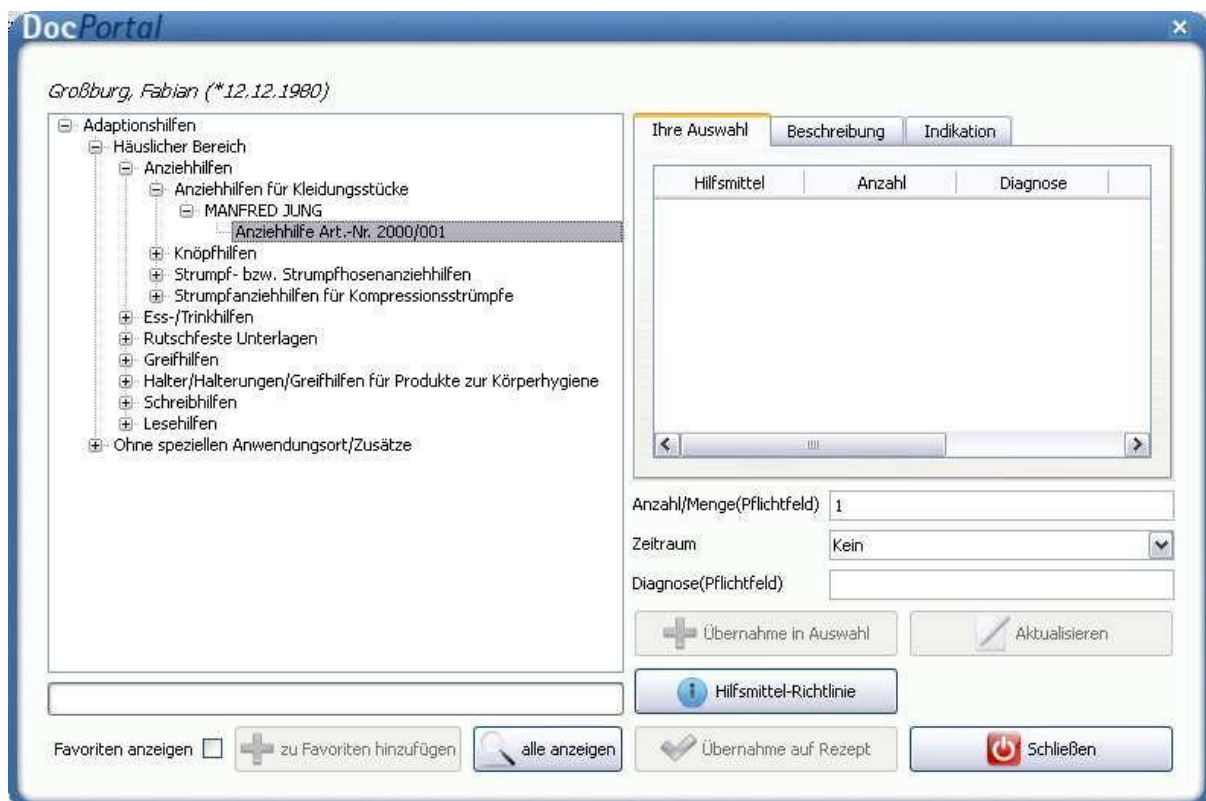 DocPortal
Großburg, Fabian (*12.12.1980)
Adaptionshilfen
Häuslicher Bereich
Anziehhilfen
Anziehhilfen für Kleidungsstücke
MANFRED JUNG
Anziehhilfe Art.-Nr. 2000/001
Knöpfhilfen
Strumpf- bzw. Strumpfhosenanziehhilfen
Strumpfanziehhilfen für Kompressionsstrümpfe
Ess-/Trinkhilfen
Rutschfeste Unterlagen
Greifhilfen
Halter/Halterungen/Greifhilfen für Produkte zur Körperhygiene
Schreibhilfen
Lesehilfen
Ohne speziellen Anwendungsort/Zusätze
Favoriten anzeigen
zu Favoriten hinzufügen
alle anzeigen
Ihre Auswahl Beschreibung Indikation
Hilfsmittel Anzahl Diagnose
Anzahl/Menge(Pflichtfeld) 1
Zeitraum Kein
Diagnose(Pflichtfeld)
Übernahme in Auswahl Aktualisieren
Hilfsmittel-Richtlinie
Übernahme auf Rezept Schließen